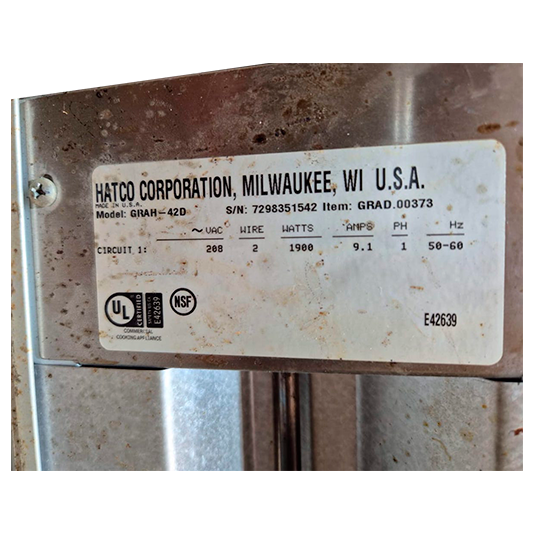 HATCO CORPORATION, MILWAUKEE, WI U.S.A.
MADE IN U.S.A.
Model: GRAH-42D S/N: 7298351542 Item: GRAD.00373
~VAC WIRE WATTS AMPS PH Hz
CIRCUIT 1: 208 2 1900 9.1 1 50-60
UL CERTIFIED E42639
NSF
COMMERCIAL
COOKING APPLIANCE
E42639